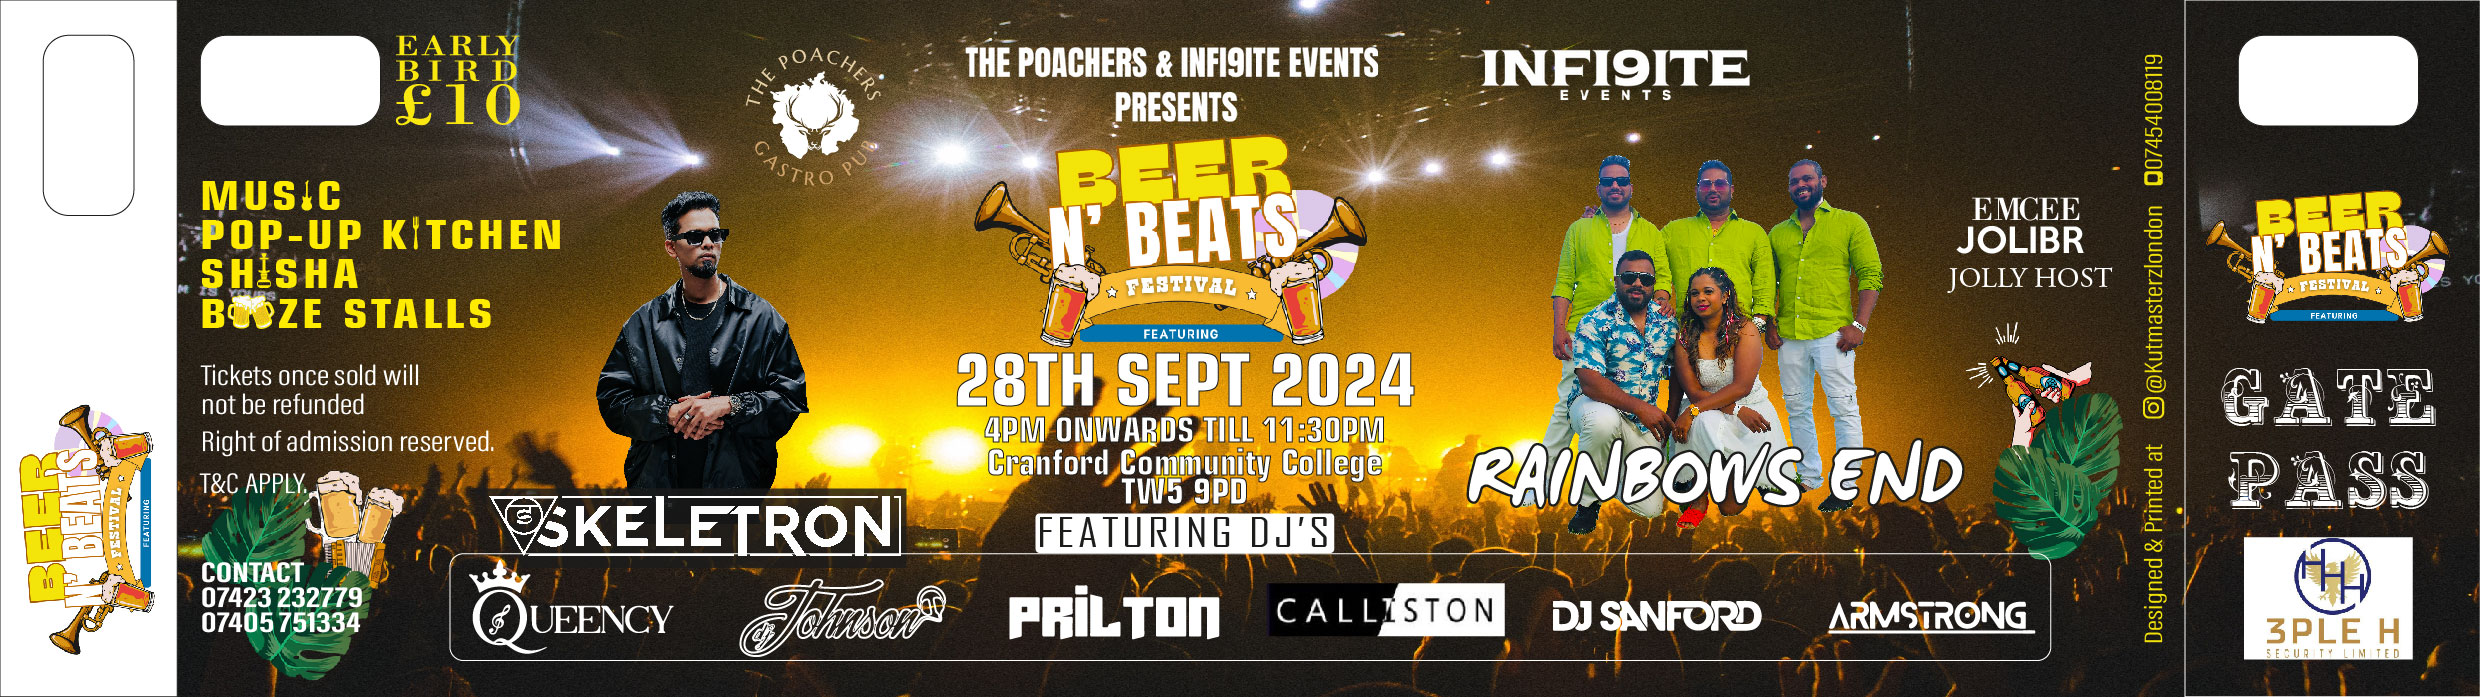 BEER
N' BEATS
FESTIVAL
FEATURING
EARLY
BIRD
£10
MUSIC
POP-UP KITCHEN
SHISHA
BOOZE STALLS
Tickets once sold will
not be refunded
Right of admission reserved.
T&C APPLY.
CONTACT
07423 232779
07405 751334
THE POACHERS
GASTRO PUB
SKELETRON
THE POACHERS & INFI9ITE EVENTS
PRESENTS
BEER
N' BEATS
FESTIVAL
FEATURING
28TH SEPT 2024
4PM ONWARDS TILL 11:30PM
Cranford Community College
TW5 9PD
FEATURING DJ'S
INFI9ITE
EVENTS
RAINBOWS END
EMCEE
JOLIBR
JOLLY HOST
QUEENCY
djs Johnson
PRILTON
CALLISTON
DJ SANFORD
ARMSTRONG
Designed & Printed at @Kutmasterzlondon 07454008119
BEER
N' BEATS
FESTIVAL
FEATURING
GATE
PASS
HHH
3PLE H
SECURITY LIMITED